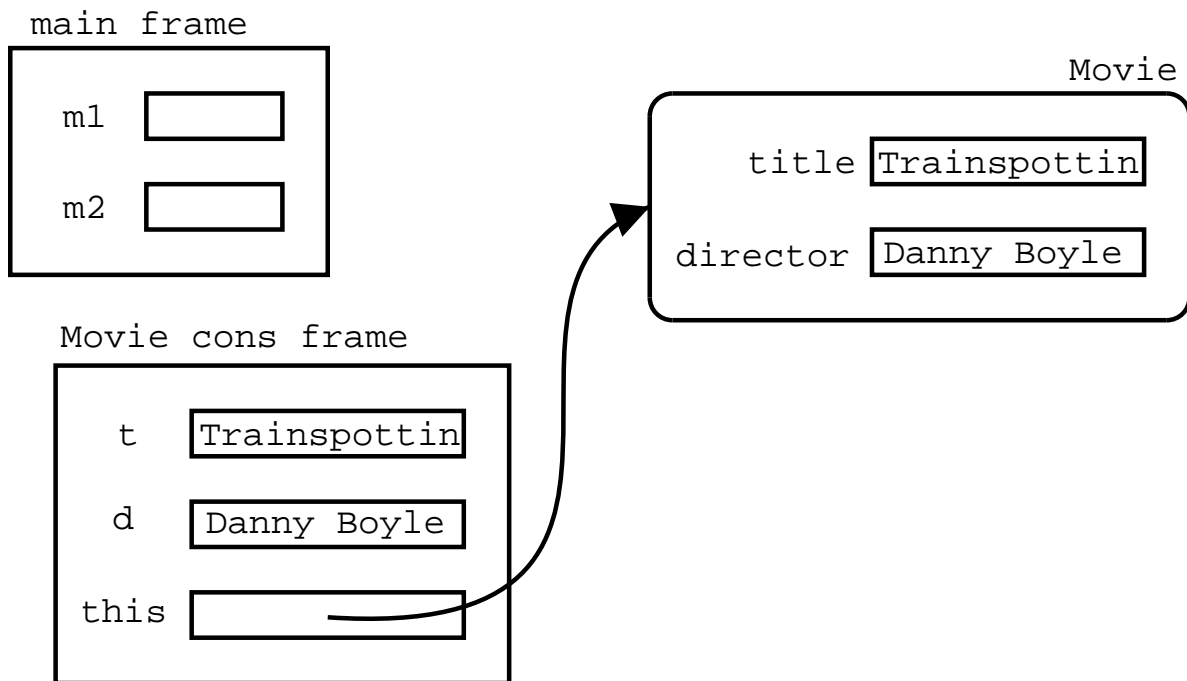 main frame
m1
m2
Movie
title Trainspottin
director Danny Boyle
Movie cons frame
t Trainspottin
d Danny Boyle
this